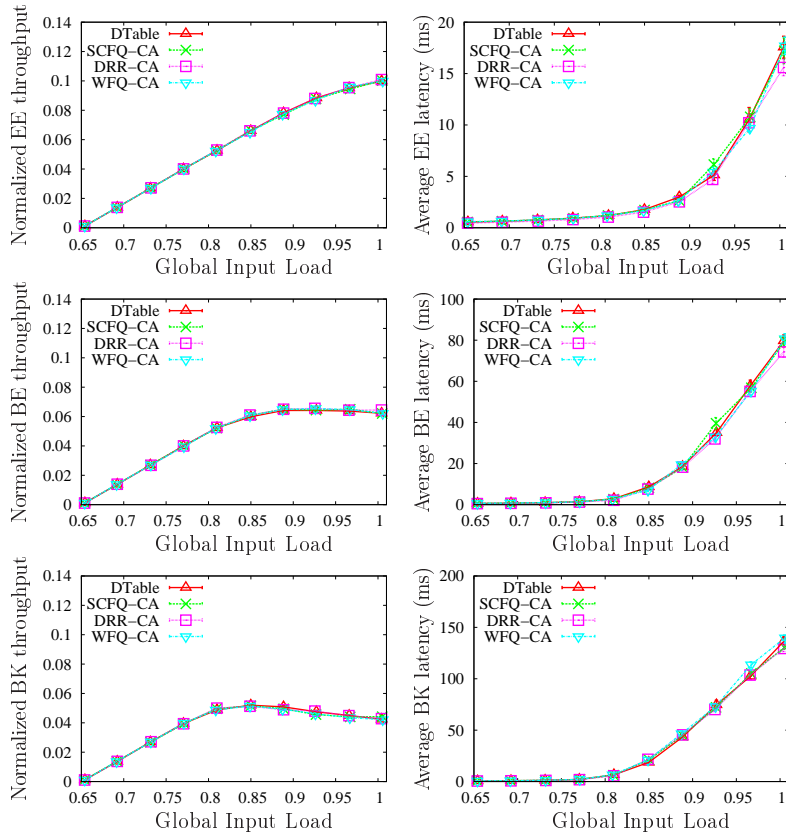 Normalized EE throughput
0.14
0.12
0.1
0.08
0.06
0.04
0.02
0
DTable
SCFQ−CA
DRR−CA
WFQ−CA
0.65 0.7 0.75 0.8 0.85 0.9 0.95 1
Global Input Load
Average EE latency (ms)
20
15
10
5
0
DTable
SCFQ−CA
DRR−CA
WFQ−CA
0.65 0.7 0.75 0.8 0.85 0.9 0.95 1
Global Input Load
Normalized BE throughput
0.14
0.12
0.1
0.08
0.06
0.04
0.02
0
DTable
SCFQ−CA
DRR−CA
WFQ−CA
0.65 0.7 0.75 0.8 0.85 0.9 0.95 1
Global Input Load
Average BE latency (ms)
100
80
60
40
20
0
DTable
SCFQ−CA
DRR−CA
WFQ−CA
0.65 0.7 0.75 0.8 0.85 0.9 0.95 1
Global Input Load
Normalized BK throughput
0.14
0.12
0.1
0.08
0.06
0.04
0.02
0
DTable
SCFQ−CA
DRR−CA
WFQ−CA
0.65 0.7 0.75 0.8 0.85 0.9 0.95 1
Global Input Load
Average BK latency (ms)
200
150
100
50
0
DTable
SCFQ−CA
DRR−CA
WFQ−CA
0.65 0.7 0.75 0.8 0.85 0.9 0.95 1
Global Input Load